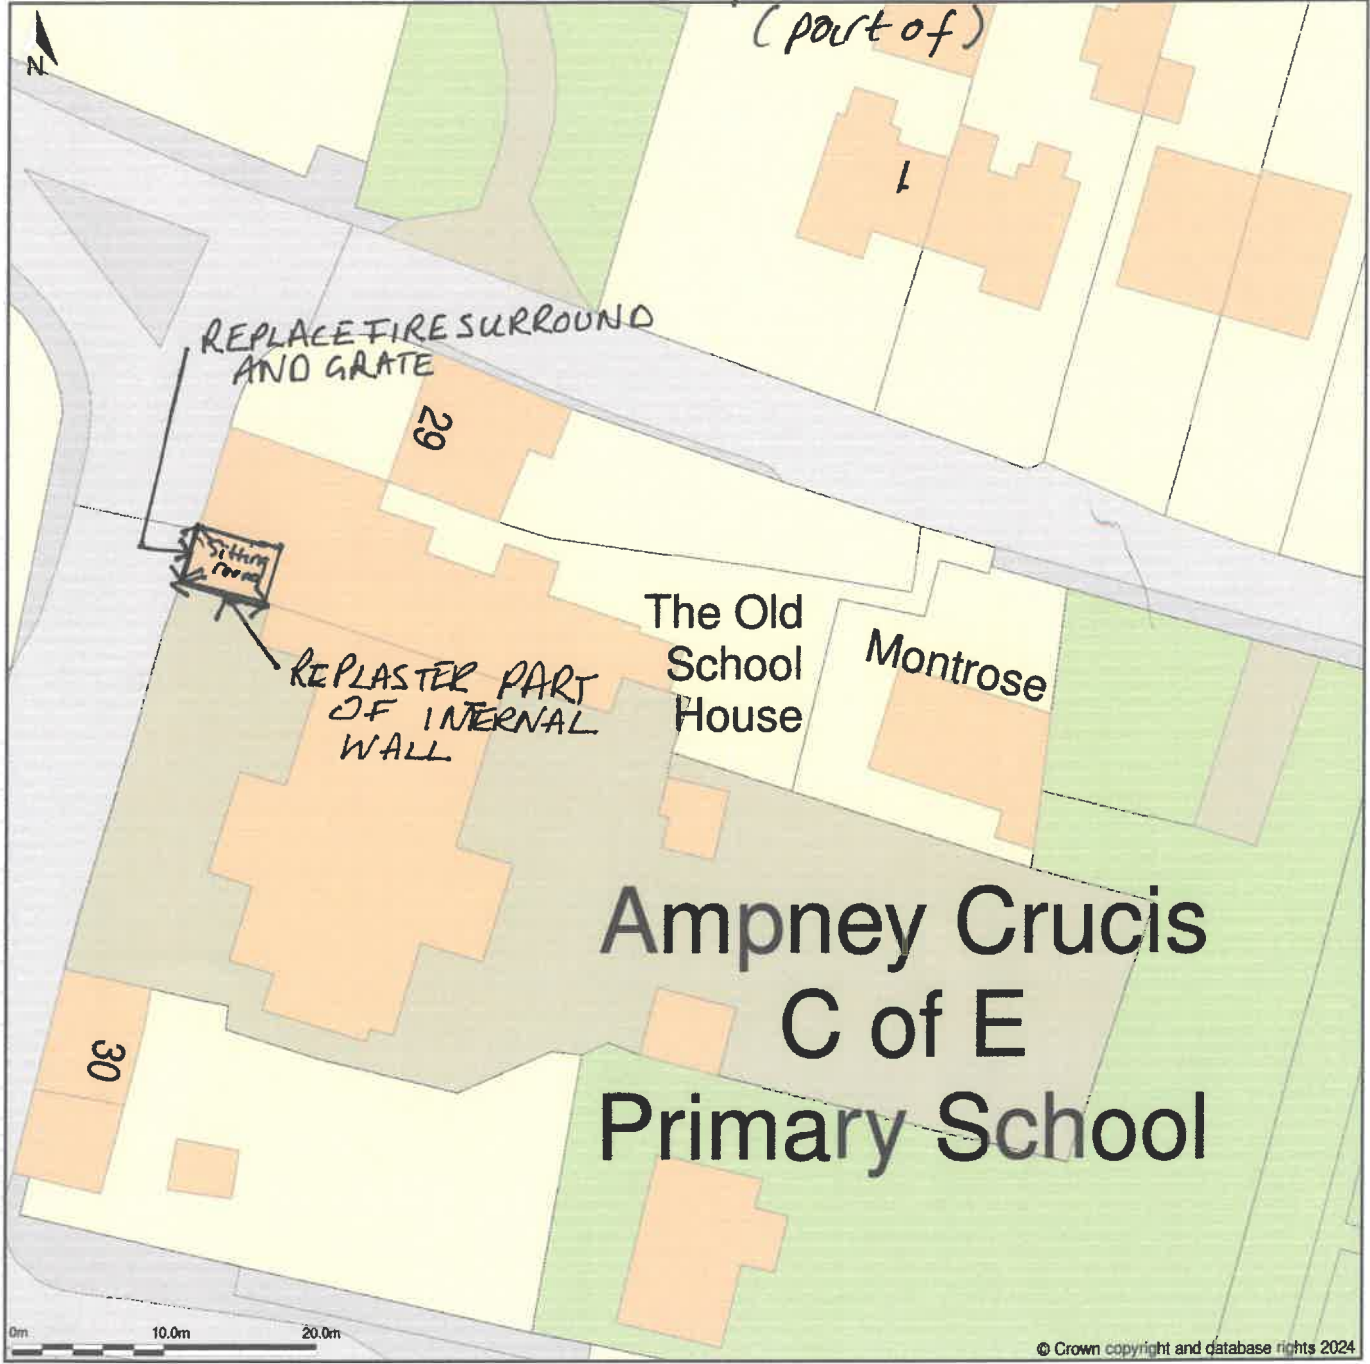 (part of)
N
1
REPLACE FIRE SURROUND
AND GRATE
29
Sitting
room
The Old
School
House
Montrose
REPLASTER PART
OF INTERNAL
WALL
Ampney Crucis
C of E
Primary School
30
0m 10.0m 20.0m
© Crown copyright and database rights 2024